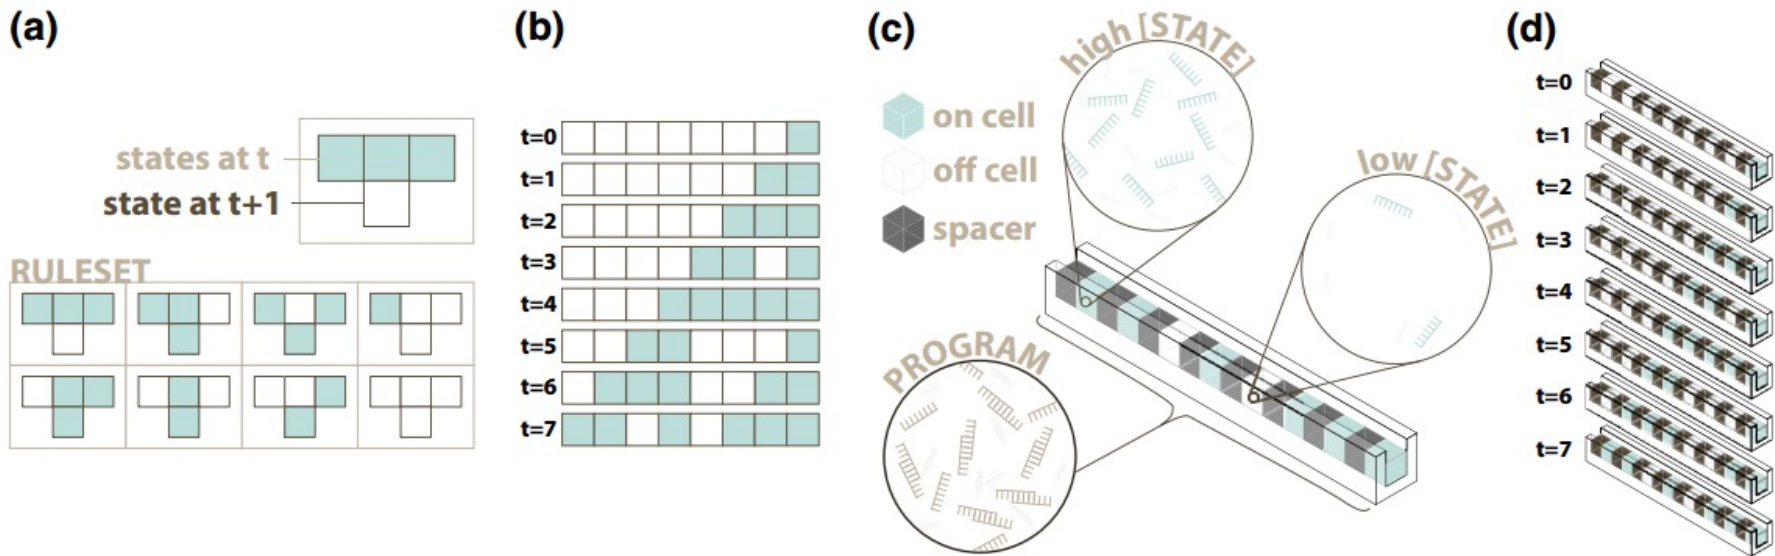 (a)
states at t
state at t+1
RULESET
(b)
t=0
t=1
t=2
t=3
t=4
t=5
t=6
t=7
(c)
high [STATE]
on cell
off cell
spacer
low [STATE]
PROGRAM
(d)
t=0
t=1
t=2
t=3
t=4
t=5
t=6
t=7